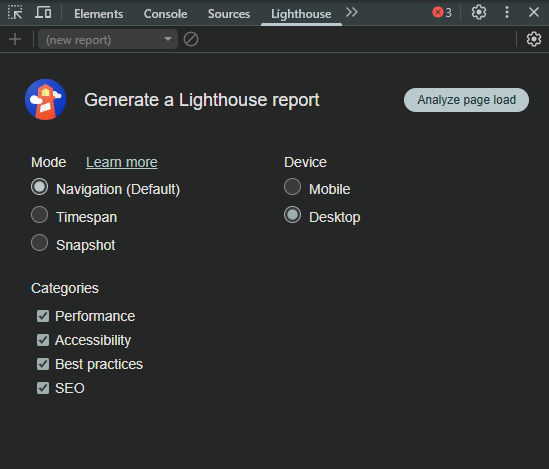 Elements Console Sources Lighthouse 3
(new report)
Generate a Lighthouse report Analyze page load
Mode Learn more Device
Navigation (Default) Mobile
Timespan Desktop
Snapshot
Categories
Performance
Accessibility
Best practices
SEO